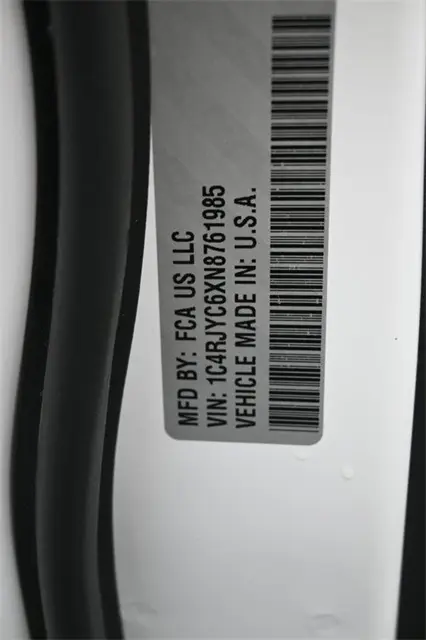 MFD BY: FCA US LLC
VIN: 1C4RJYC6XN8761985
VEHICLE MADE IN: U.S.A.